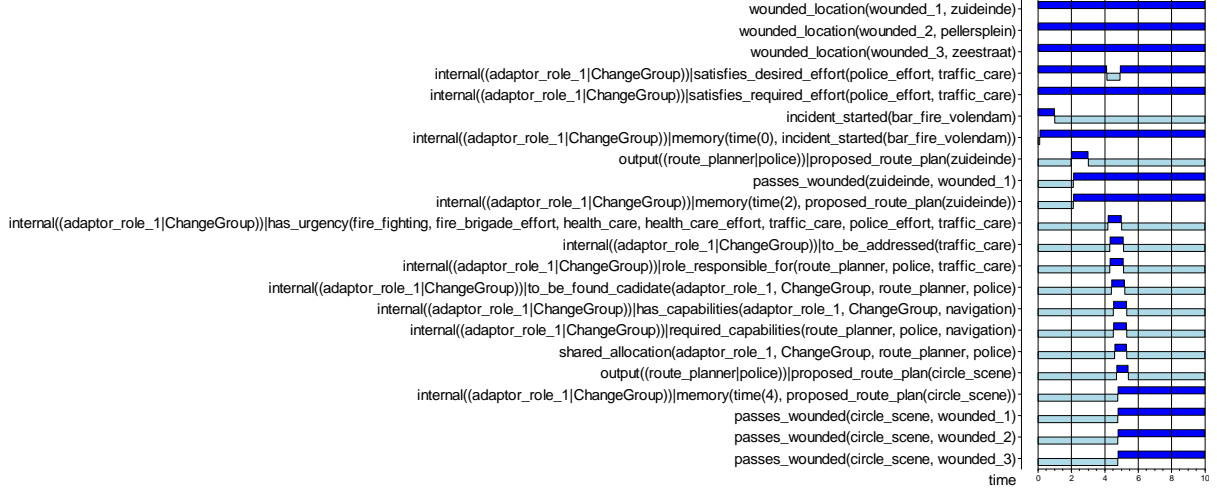 wounded_location(wounded_1, zuideinde)
wounded_location(wounded_2, pellersplein)
wounded_location(wounded_3, zeestraat)
internal((adaptor_role_1|ChangeGroup))|satisfies_desired_effort(police_effort, traffic_care)
internal((adaptor_role_1|ChangeGroup))|satisfies_required_effort(police_effort, traffic_care)
incident_started(bar_fire_volendam)
internal((adaptor_role_1|ChangeGroup))|memory(time(0), incident_started(bar_fire_volendam))
output((route_planner|police))|proposed_route_plan(zuideinde)
passes_wounded(zuideinde, wounded_1)
internal((adaptor_role_1|ChangeGroup))|memory(time(2), proposed_route_plan(zuideinde))
internal((adaptor_role_1|ChangeGroup))|has_urgency(fire_fighting, fire_brigade_effort, health_care, health_care_effort, traffic_care, police_effort, traffic_care)
internal((adaptor_role_1|ChangeGroup))|to_be_addressed(traffic_care)
internal((adaptor_role_1|ChangeGroup))|role_responsible_for(route_planner, police, traffic_care)
internal((adaptor_role_1|ChangeGroup))|to_be_found_cadidate(adaptor_role_1, ChangeGroup, route_planner, police)
internal((adaptor_role_1|ChangeGroup))|has_capabilities(adaptor_role_1, ChangeGroup, navigation)
internal((adaptor_role_1|ChangeGroup))|required_capabilities(route_planner, police, navigation)
shared_allocation(adaptor_role_1, ChangeGroup, route_planner, police)
output((route_planner|police))|proposed_route_plan(circle_scene)
internal((adaptor_role_1|ChangeGroup))|memory(time(4), proposed_route_plan(circle_scene))
passes_wounded(circle_scene, wounded_1)
passes_wounded(circle_scene, wounded_2)
passes_wounded(circle_scene, wounded_3)
time 0 2 4 6 8 10